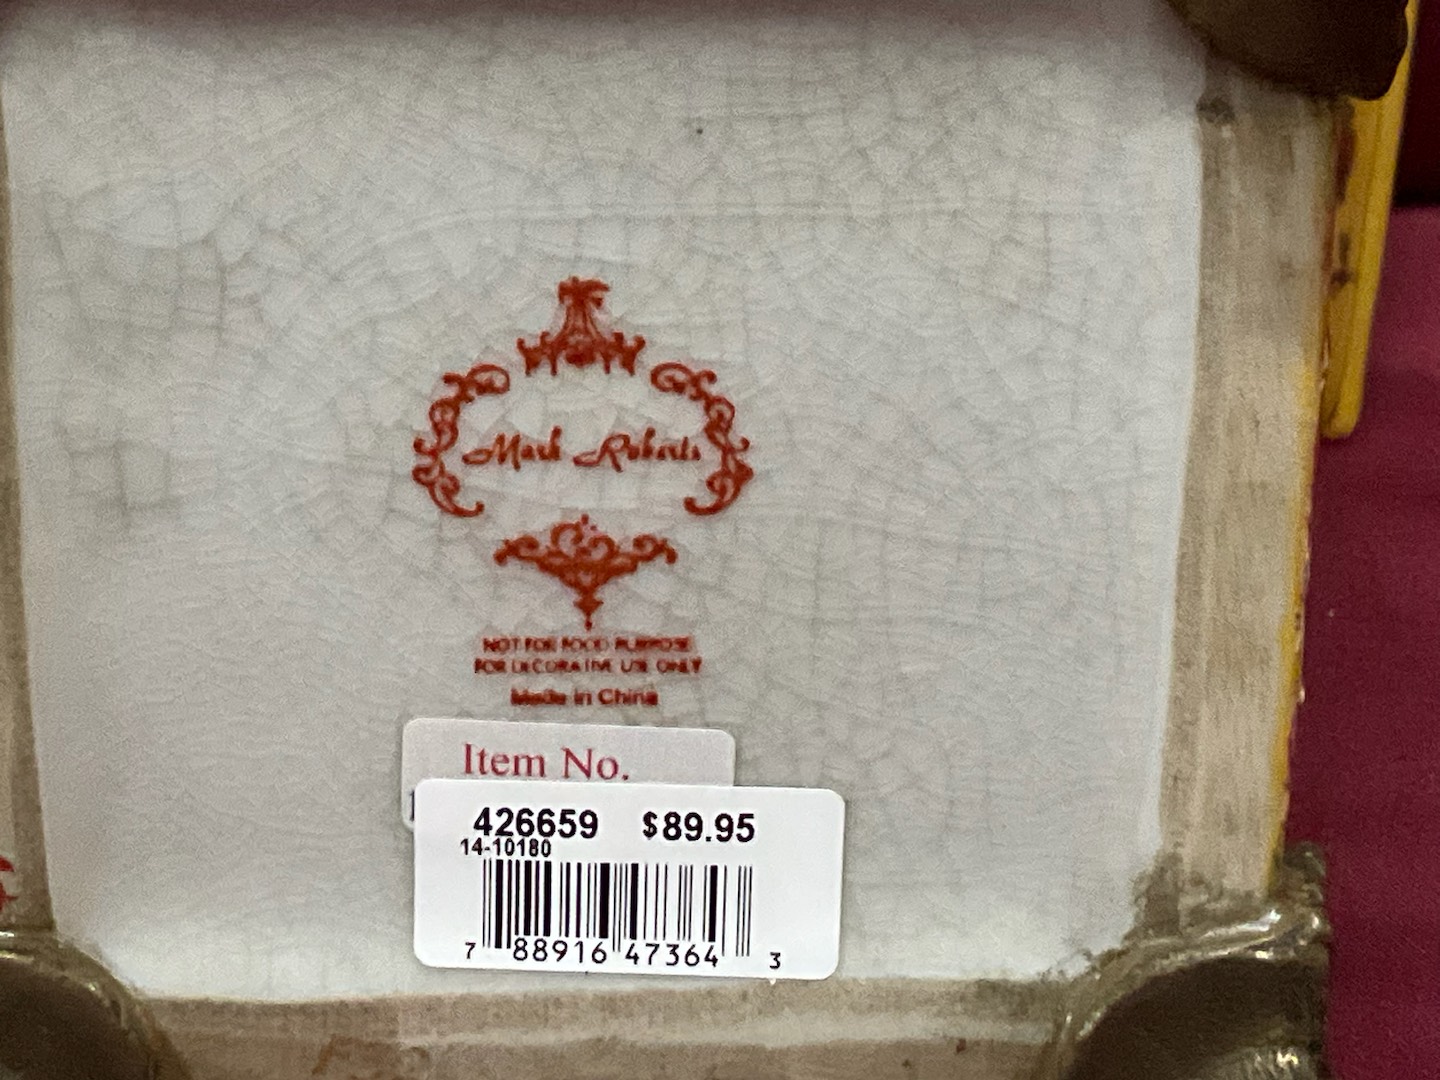 Mark Roberts
NOT FOR FOOD PURPOSE
FOR DECORATIVE USE ONLY
Made in China
Item No.
426659 $89.95
14-10180
7 88916 47364 3